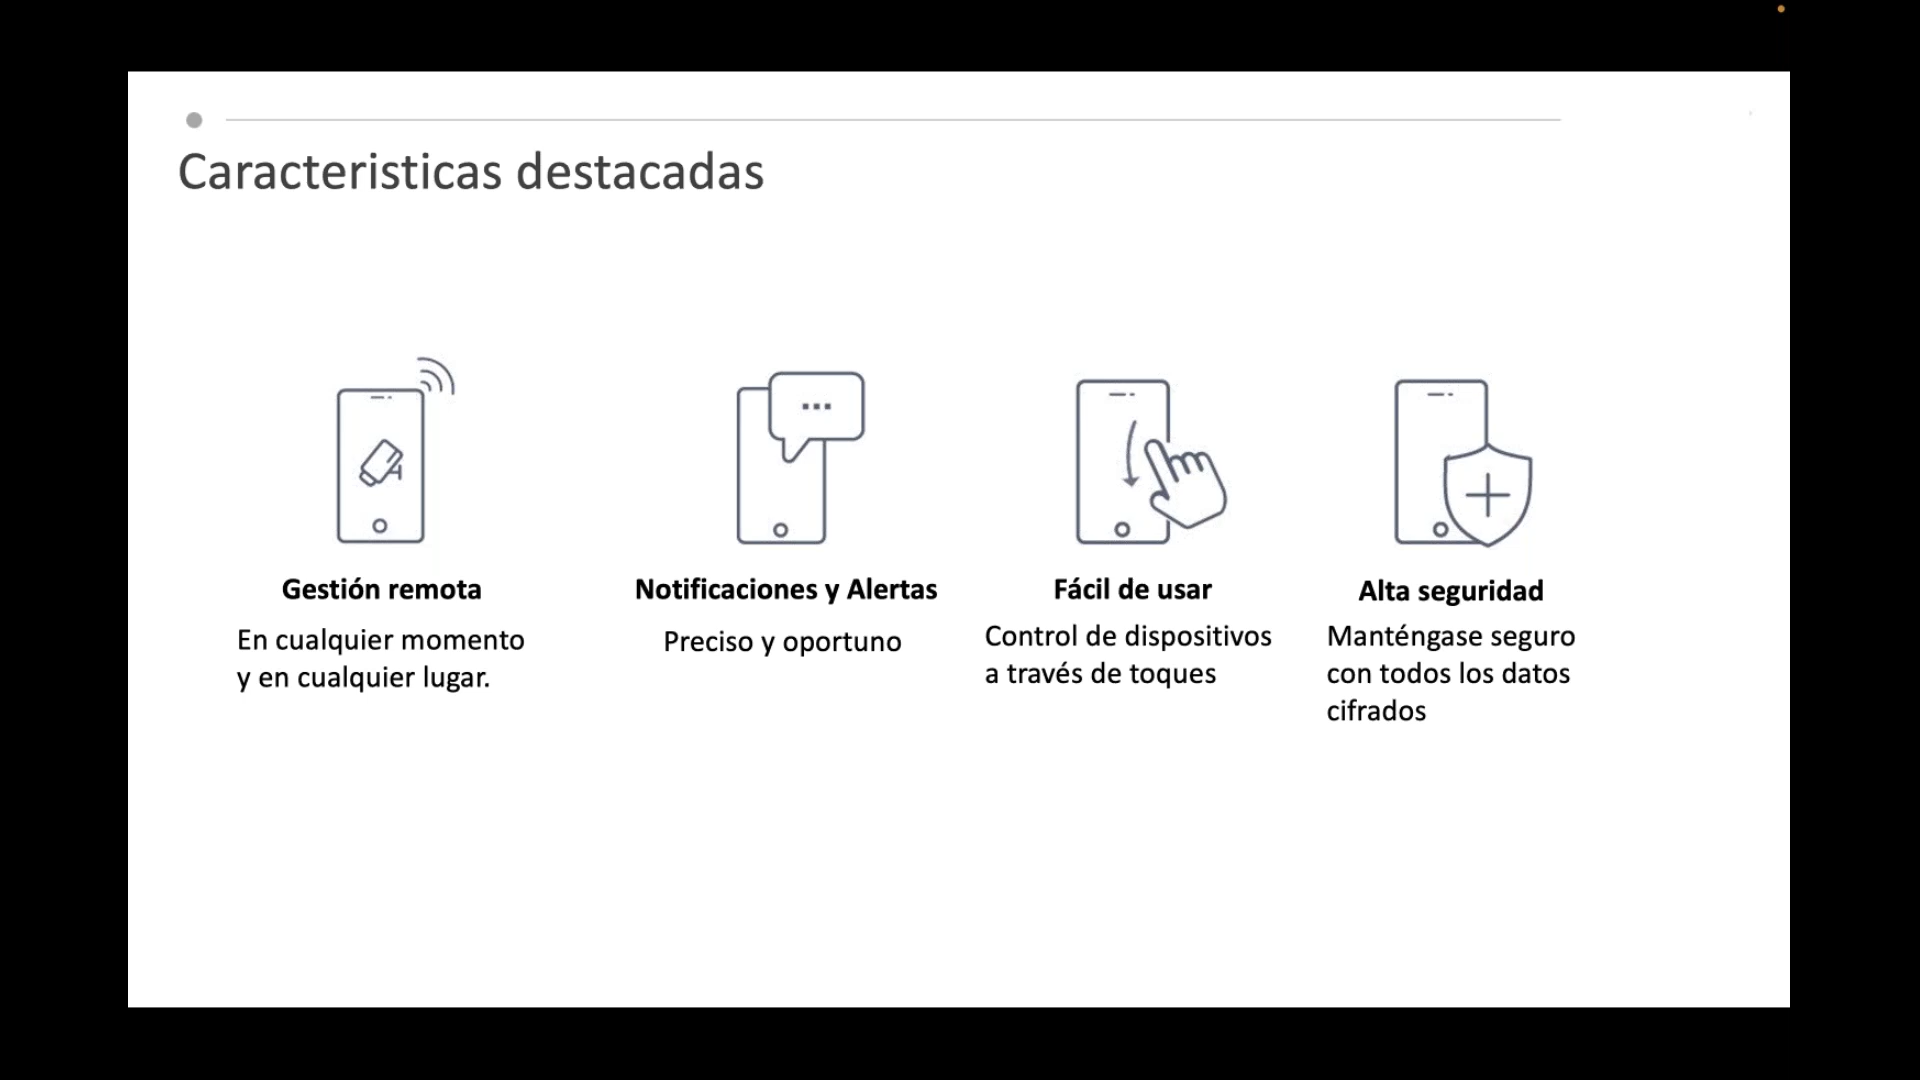 Caracteristicas destacadas
Gestión remota
En cualquier momento
y en cualquier lugar.
Notificaciones y Alertas
Preciso y oportuno
Fácil de usar
Control de dispositivos
a través de toques
Alta seguridad
Manténgase seguro
con todos los datos
cifrados